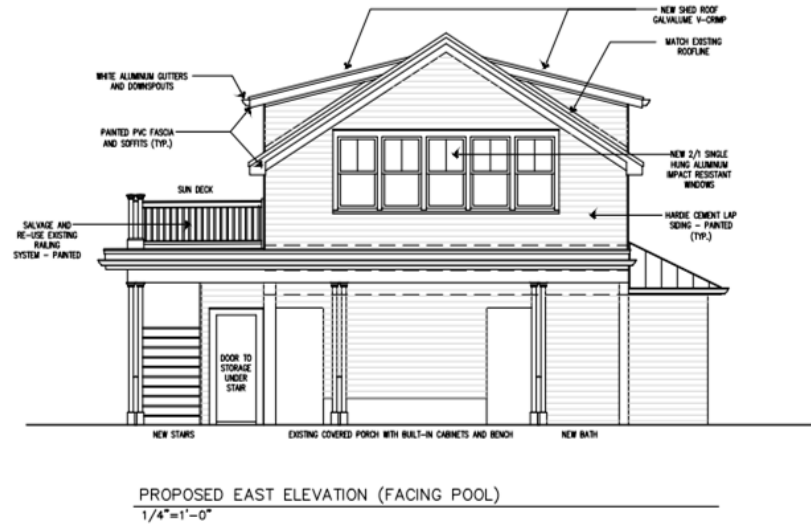 NEW SHED ROOF
GALVALUME V-CRIMP
MATCH EXISTING
ROOFLINE
WHITE ALUMINUM GUTTERS
AND DOWNSPOUTS
PAINTED PVC FASCIA
AND SOFFITS (TYP.)
NEW 2/1 SINGLE
HUNG ALUMINUM
IMPACT RESISTANT
WINDOWS
SUN DECK
SALVAGE AND
RE-USE EXISTING
RAILING
SYSTEM - PAINTED
HARDIE CEMENT LAP
SIDING - PAINTED
(TYP.)
DOOR TO
STORAGE
UNDER
STAIR
NEW STAIRS
EXISTING COVERED PORCH WITH BUILT-IN CABINETS AND BENCH
NEW BATH
PROPOSED EAST ELEVATION (FACING POOL)
1/4"=1'-0"